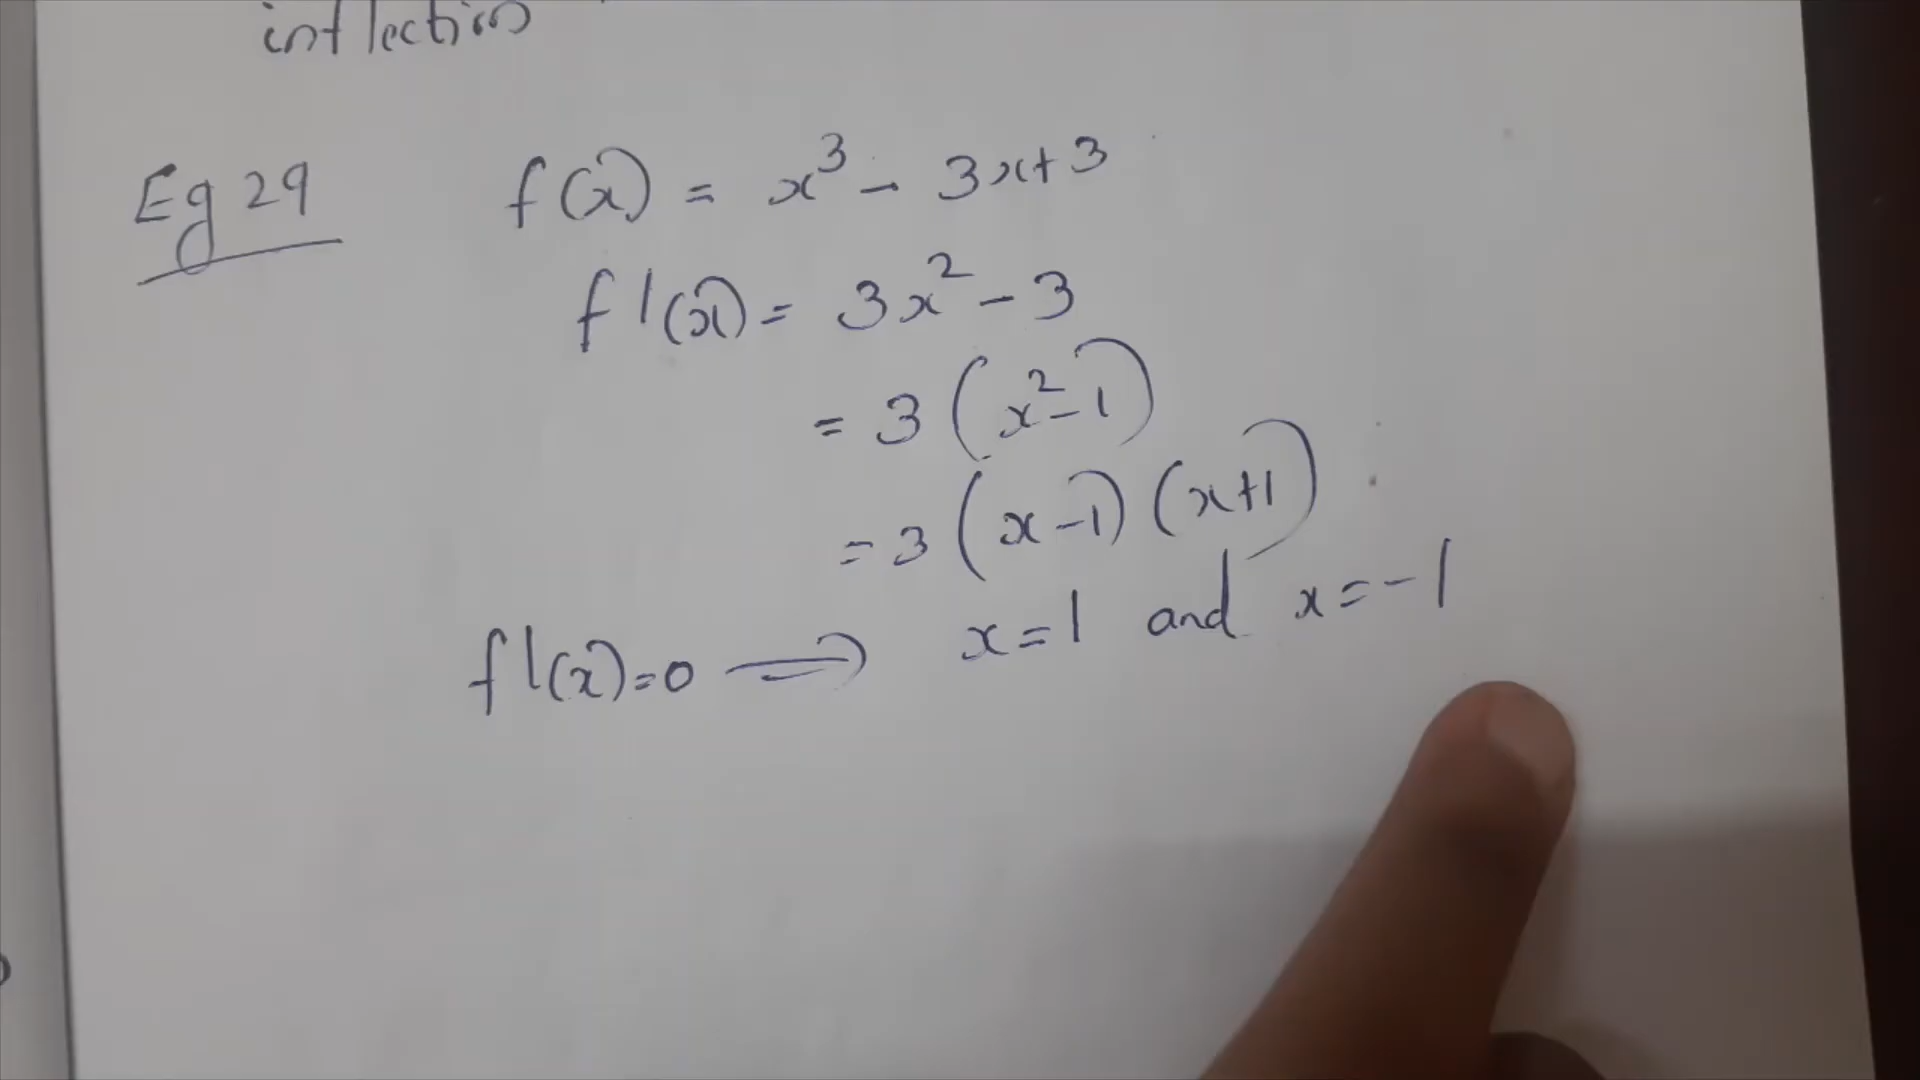 inflection
Eg 29 f(x) = x³ - 3x+3
f'(x) = 3x² - 3
= 3 (x² - 1)
= 3 (x-1) (x+1)
f'(x)=0 ⟹ x=1 and x=-1